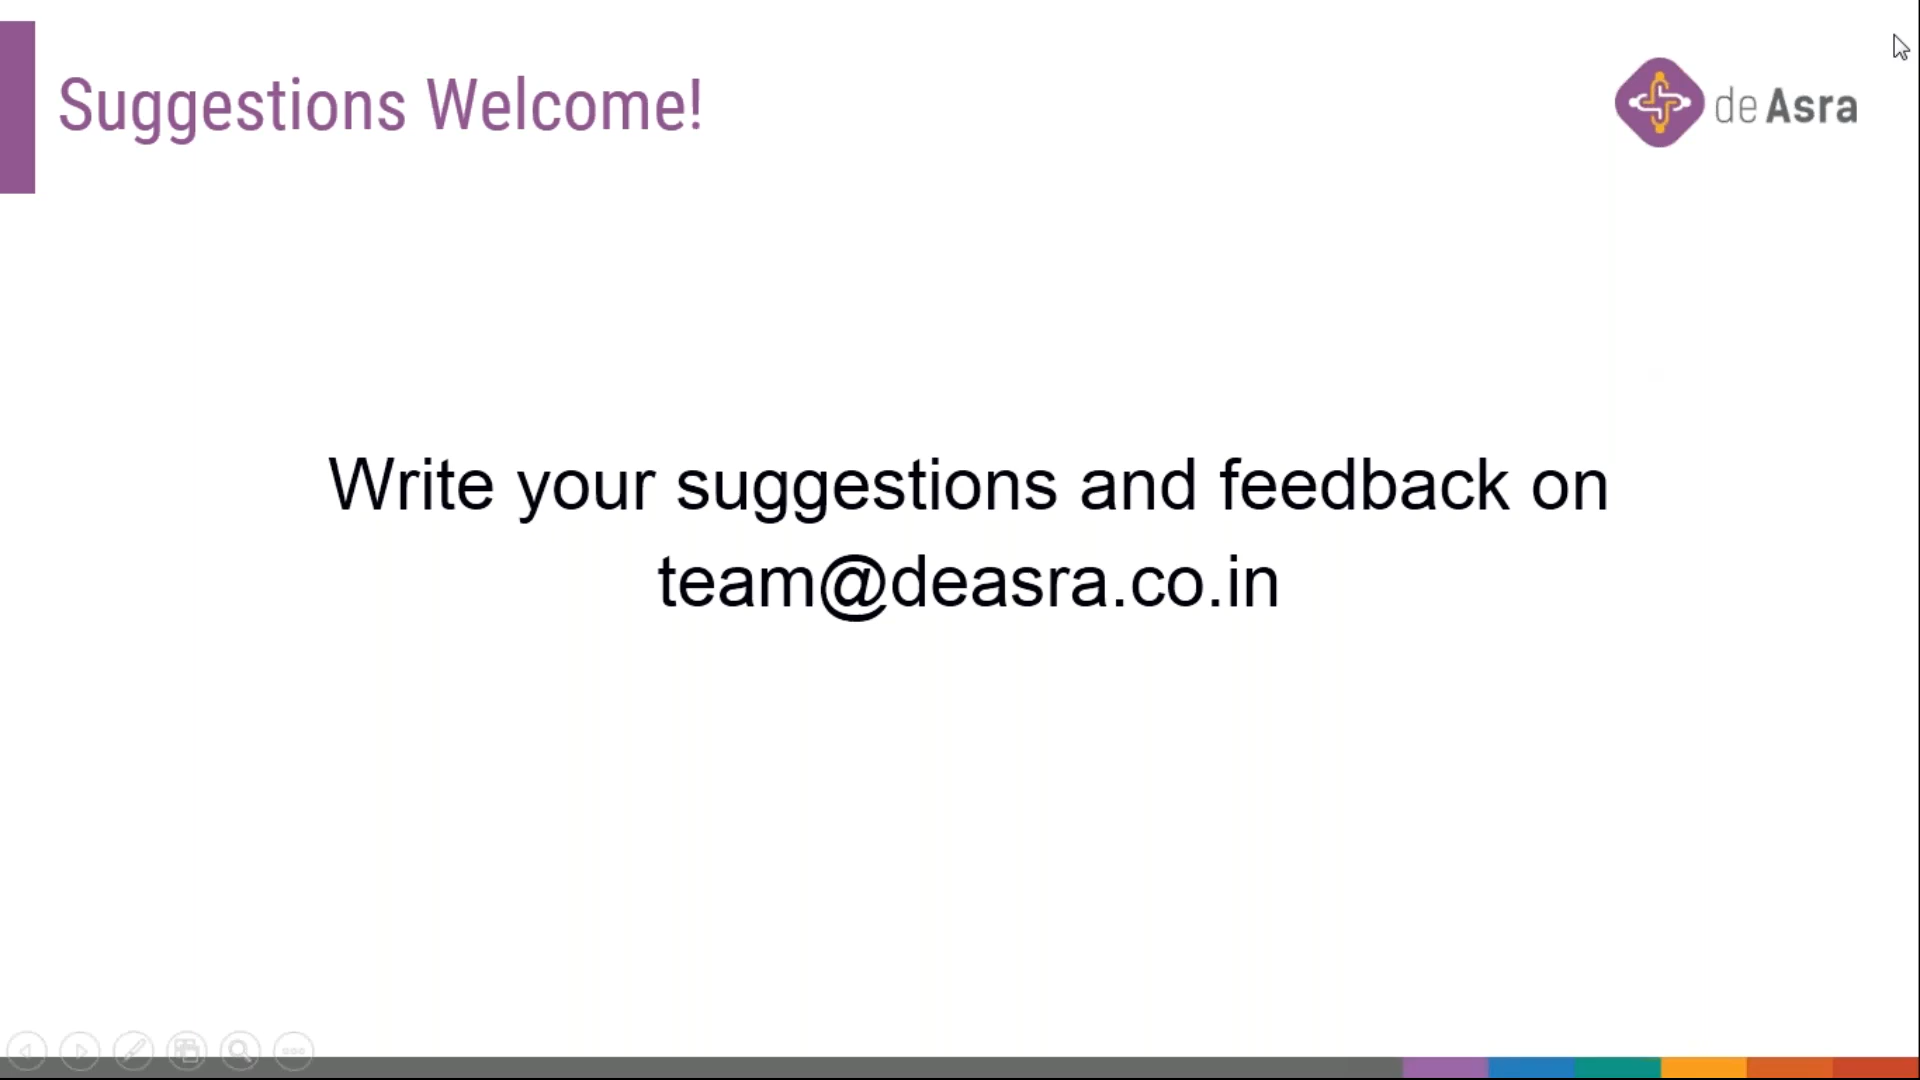 Suggestions Welcome!
de Asra
Write your suggestions and feedback on
team@deasra.co.in